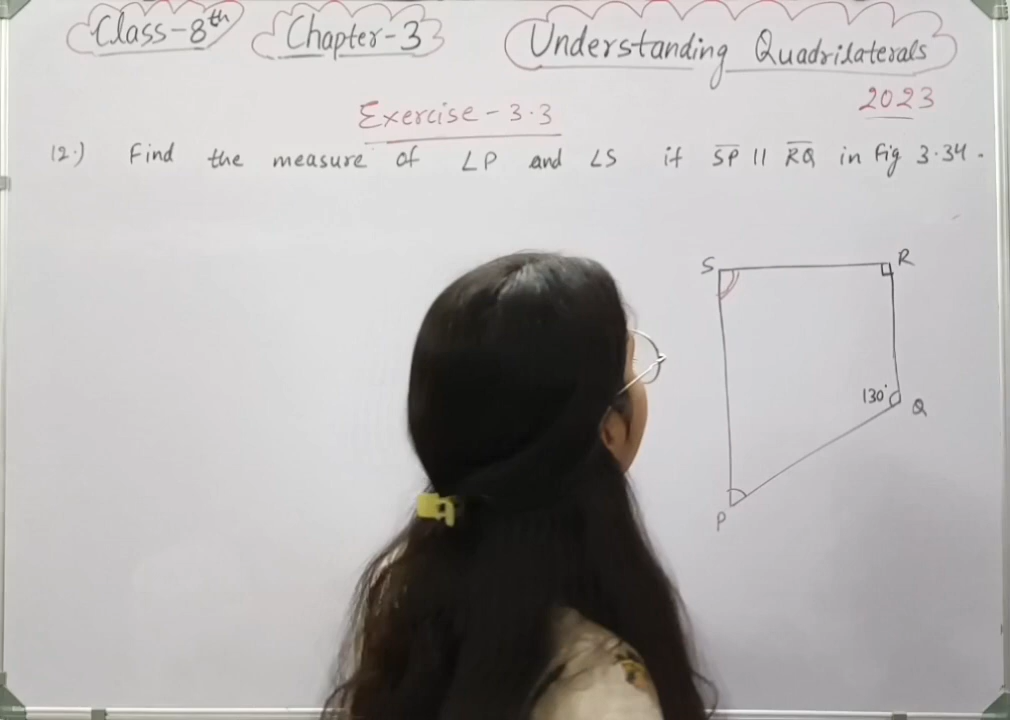 Class-8th Chapter-3 Understanding Quadrilaterals
2023
Exercise-3.3
12.) Find the measure of ∠P and ∠S if SP || RQ in fig 3.34.
S R
130° Q
P